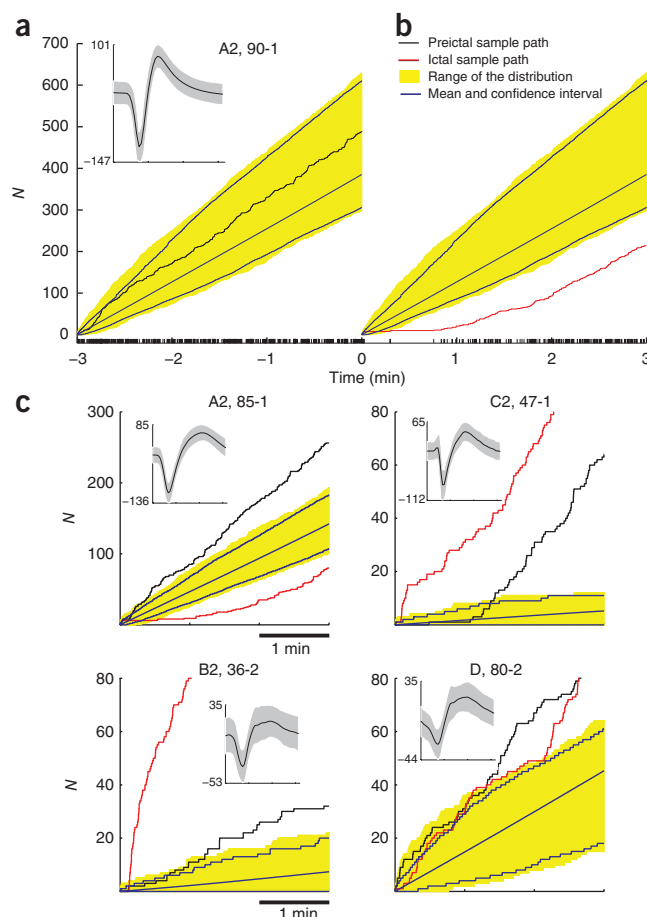 a
b
A2, 90-1
101
−147
Preictal sample path
Ictal sample path
Range of the distribution
Mean and confidence interval
700
600
500
400
300
200
100
0
N
−3
−2
−1
0
1
2
3
Time (min)
c
A2, 85-1
300
200
100
N
85
−136
1 min
C2, 47-1
80
60
40
20
65
−112
B2, 36-2
80
60
40
20
N
35
−53
1 min
D, 80-2
80
60
40
20
35
−44